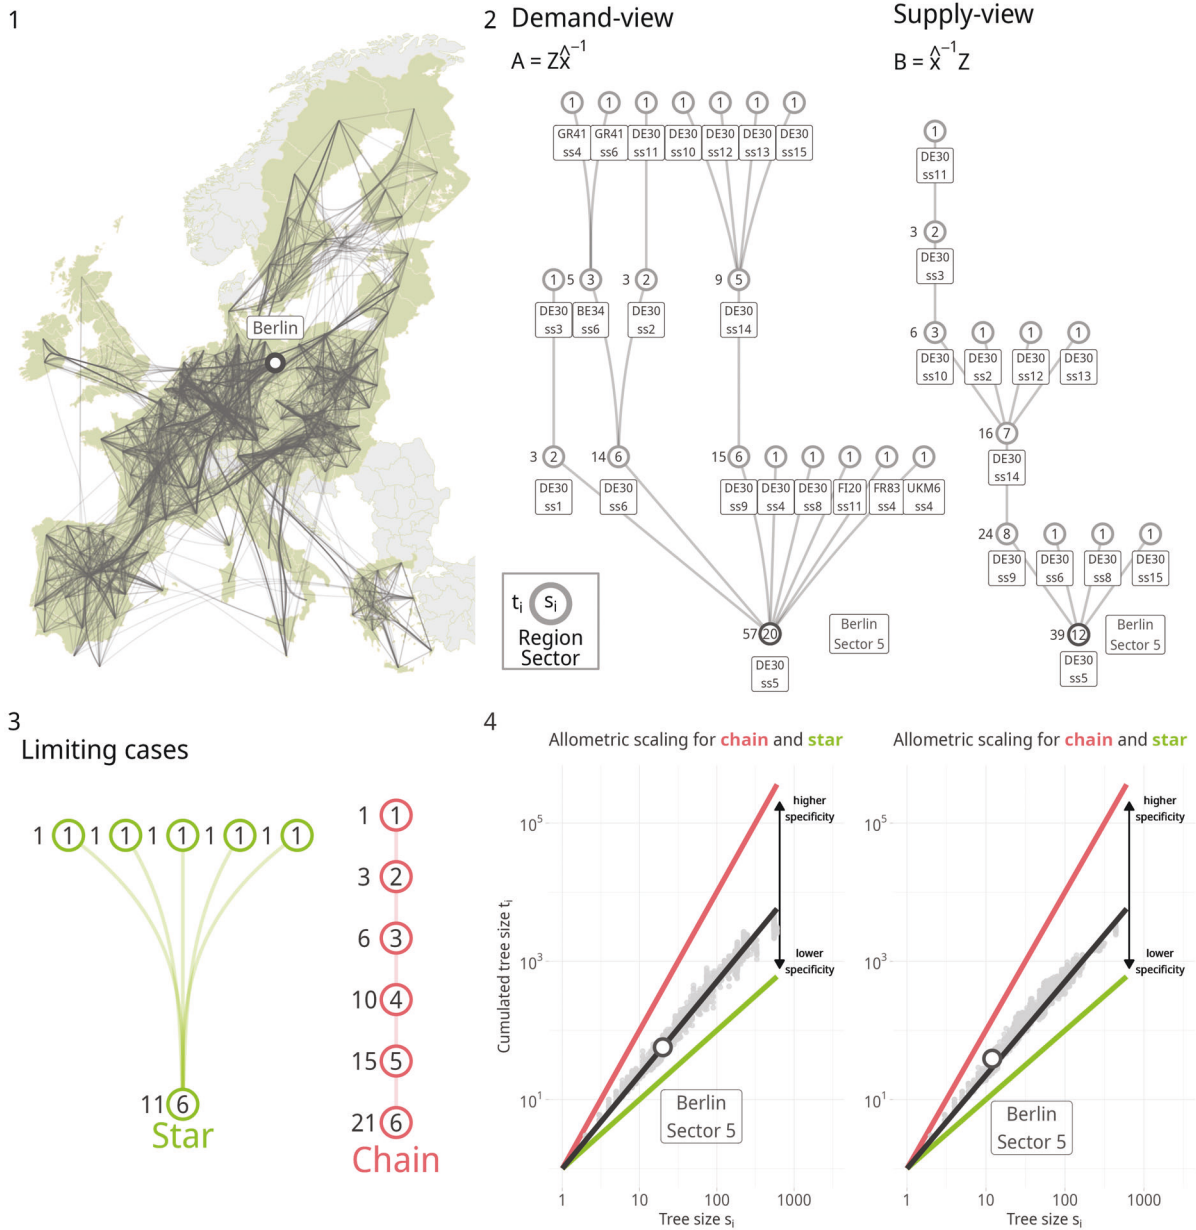 1
Berlin
2 Demand-view
A = Zx̂⁻¹
1 1 1 1 1 1 1
GR41 GR41 DE30 DE30 DE30 DE30 DE30
ss4 ss6 ss11 ss10 ss12 ss13 ss15
1 5 3 3 2 9 5
DE30 BE34 DE30 DE30
ss3 ss6 ss2 ss14
3 2 14 6 15 6 1 1 1 1 1
DE30 DE30 DE30 DE30 DE30 FI20 FR83 UKM6
ss1 ss6 ss9 ss4 ss8 ss11 ss4 ss4
tᵢ sᵢ
Region
Sector
57 20
Berlin
Sector 5
DE30
ss5
Supply-view
B = x̂⁻¹Z
1
DE30
ss11
3 2
DE30
ss3
6 3 1 1 1
DE30 DE30 DE30 DE30
ss10 ss2 ss12 ss13
16 7
DE30
ss14
24 8 1 1 1
DE30 DE30 DE30 DE30
ss9 ss6 ss8 ss15
39 12
Berlin
Sector 5
DE30
ss5
3
Limiting cases
1 1 1 1 1 1 1 1 1 1
11 6
Star
1 1
3 2
6 3
10 4
15 5
21 6
Chain
4
Allometric scaling for chain and star
Cumulated tree size tᵢ
10⁵
10³
10¹
higher
specificity
lower
specificity
Berlin
Sector 5
1 10 100 1000
Tree size sᵢ
Allometric scaling for chain and star
10⁵
10³
10¹
higher
specificity
lower
specificity
Berlin
Sector 5
1 10 100 1000
Tree size sᵢ